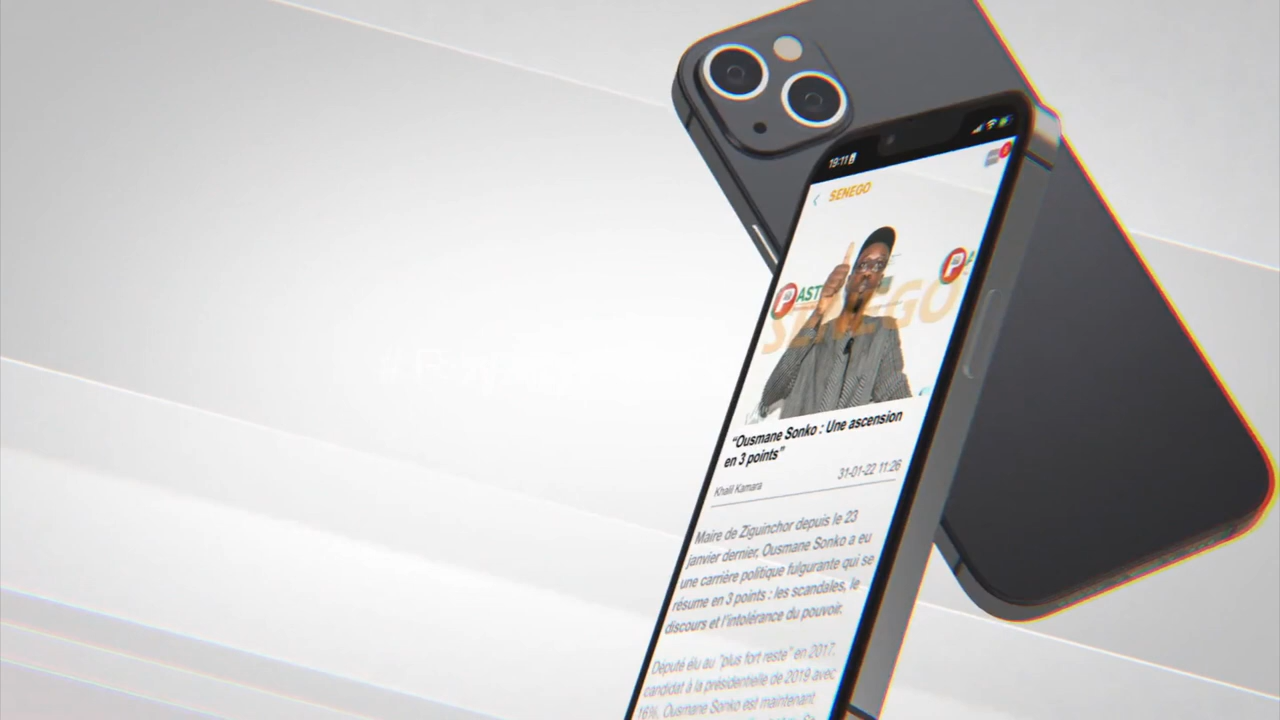 19:11
SENEGO
PAST
PA
SENEGO
“Ousmane Sonko : Une ascension
en 3 points”
31-01-22 11:26
Khalil Kamara
Maire de Ziguinchor depuis le 23
janvier dernier, Ousmane Sonko a eu
une carrière politique fulgurante qui se
résume en 3 points : les scandales, le
discours et l'intolérance du pouvoir.
Député élu au "plus fort reste" en 2017,
candidat à la présidentielle de 2019 avec
16%, Ousmane Sonko est maintenant